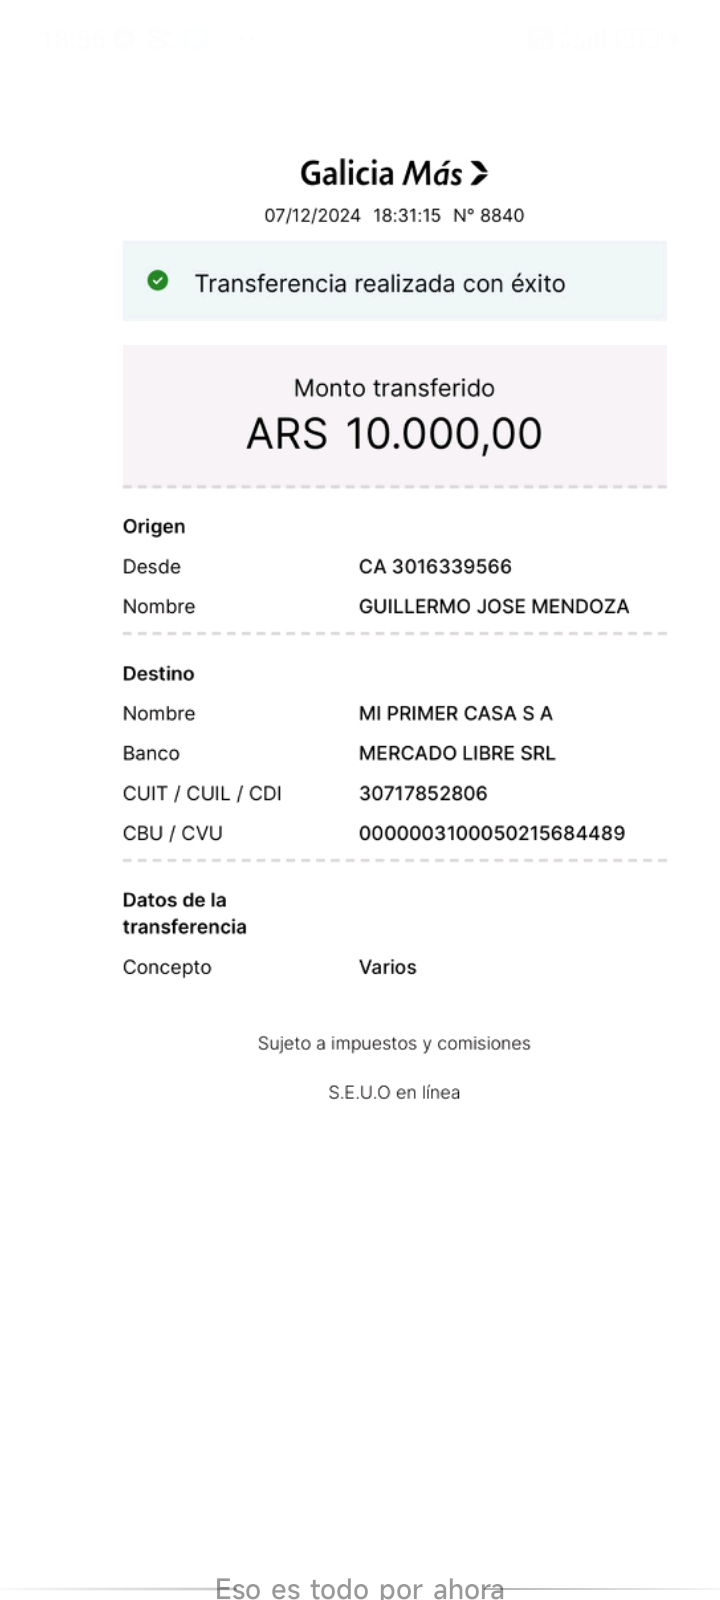 Galicia Más
07/12/2024 18:31:15 N° 8840
Transferencia realizada con éxito
Monto transferido
ARS 10.000,00
Origen
Desde CA 3016339566
Nombre GUILLERMO JOSE MENDOZA
Destino
Nombre MI PRIMER CASA S A
Banco MERCADO LIBRE SRL
CUIT / CUIL / CDI 30717852806
CBU / CVU 0000003100050215684489
Datos de la
transferencia
Concepto Varios
Sujeto a impuestos y comisiones
S.E.U.O en línea
Eso es todo por ahora